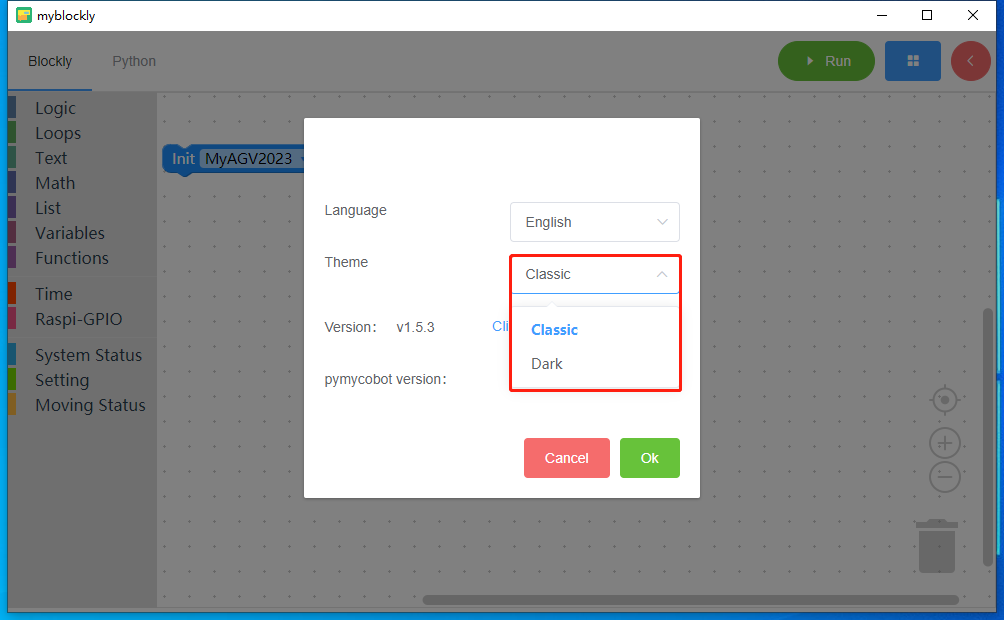 myblockly
Blockly Python Run
Logic
Loops
Text
Math
List
Variables
Functions
Time
Raspi-GPIO
System Status
Setting
Moving Status
Init MyAGV2023
Language English
Theme Classic
Classic
Dark
Version: v1.5.3 Cli
pymycobot version:
Cancel Ok